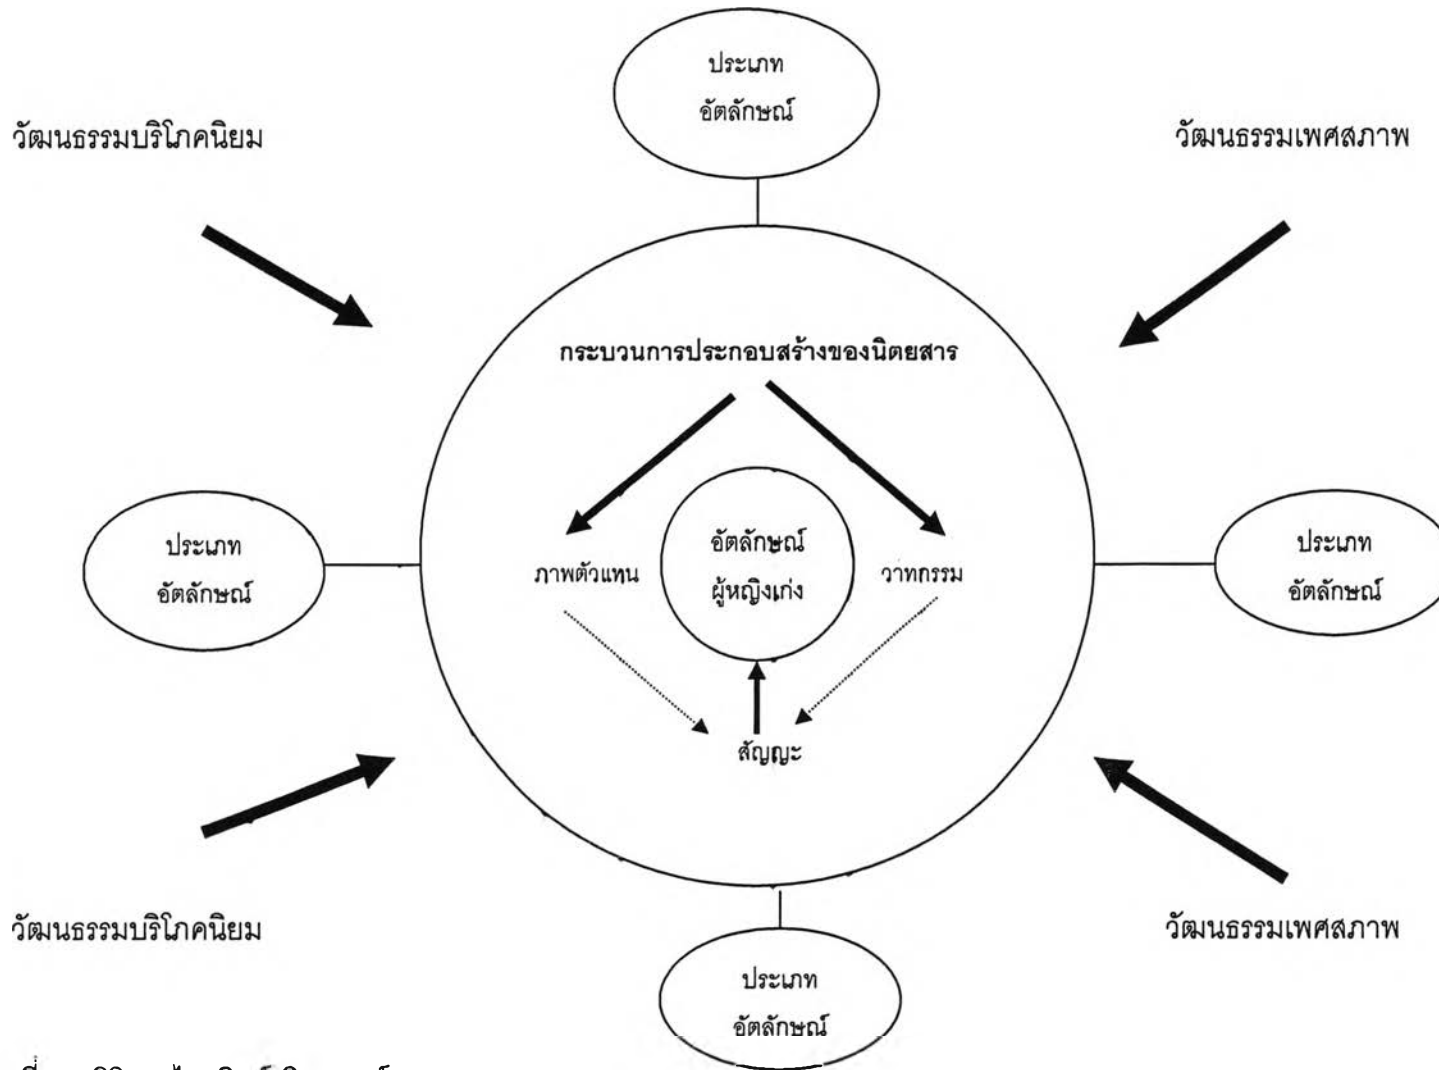 ประเภท
อัตลักษณ์
วัฒนธรรมบริโภคนิยม
วัฒนธรรมเพศสภาพ
กระบวนการประกอบสร้างของนิตยสาร
ประเภท
อัตลักษณ์
ภาพตัวแทน
อัตลักษณ์
ผู้หญิงเก่ง
วาทกรรม
ประเภท
อัตลักษณ์
สัญญะ
วัฒนธรรมบริโภคนิยม
วัฒนธรรมเพศสภาพ
ประเภท
อัตลักษณ์